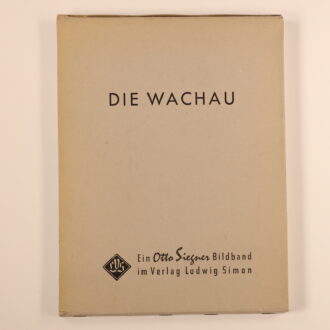 DIE WACHAU
Ein Otto Siegner Bildband
im Verlag Ludwig Simon